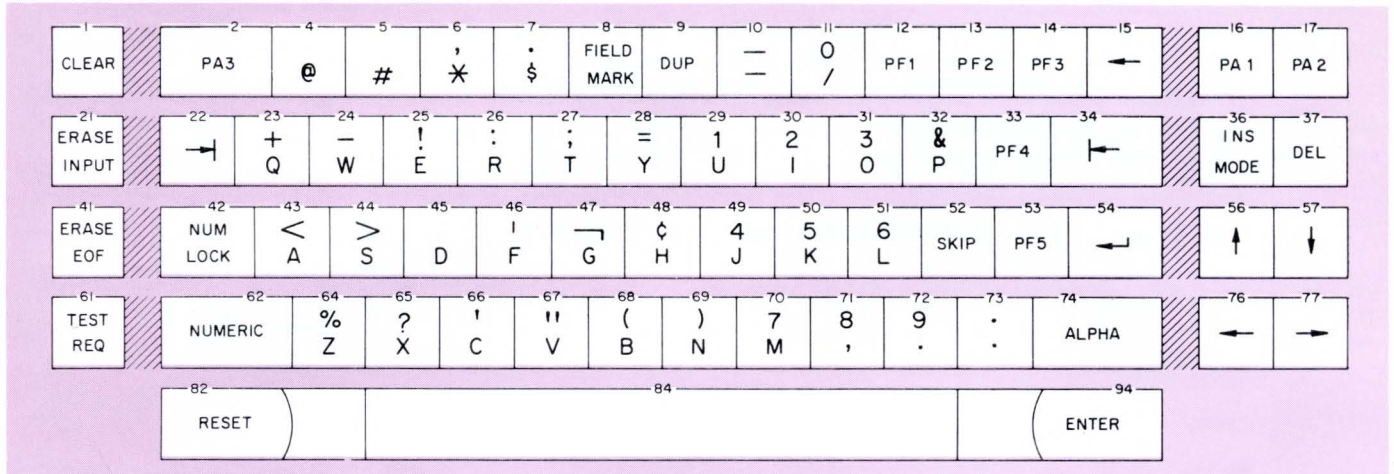 1 2 4 5 6 7 8 9 10 11 12 13 14 15 16 17
CLEAR PA3 @ # , * . $ FIELD MARK DUP — — 0 / PF1 PF2 PF3 ← PA 1 PA 2
21 22 23 24 25 26 27 28 29 30 31 32 33 34 36 37
ERASE INPUT →| + Q − W ! E : R ; T = Y 1 U 2 I 3 O & P PF4 |← INS MODE DEL
41 42 43 44 45 46 47 48 49 50 51 52 53 54 56 57
ERASE EOF NUM LOCK < A > S D ' F ¬ G ¢ H 4 J 5 K 6 L SKIP PF5 ↵ ↑ ↓
61 62 64 65 66 67 68 69 70 71 72 73 74 76 77
TEST REQ NUMERIC % Z ? X ' C " V ( B ) N 7 M 8 , 9 . . . ALPHA ← →
82 84 94
RESET ENTER